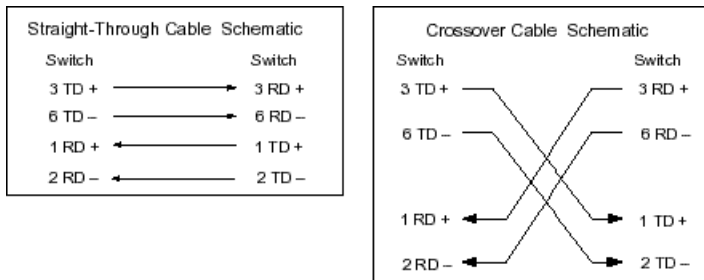 Straight-Through Cable Schematic
Switch Switch
3 TD + 3 RD +
6 TD – 6 RD –
1 RD + 1 TD +
2 RD – 2 TD –
Crossover Cable Schematic
Switch Switch
3 TD + 3 RD +
6 TD – 6 RD –
1 RD + 1 TD +
2 RD – 2 TD –